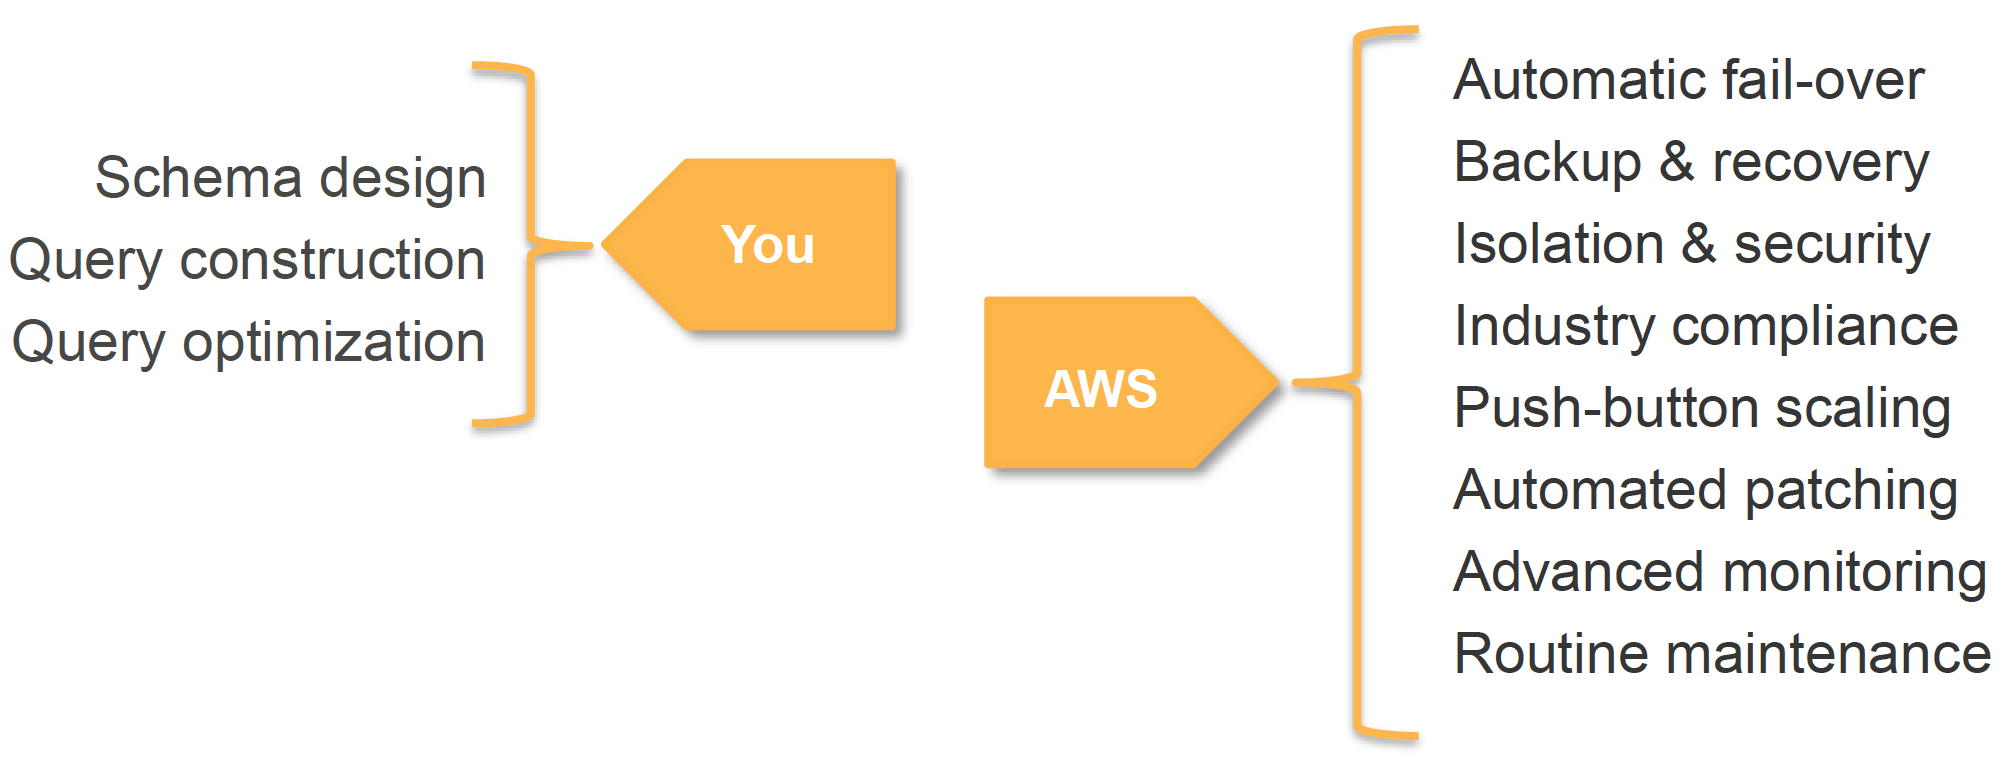 Schema design
Query construction
Query optimization
You
AWS
Automatic fail-over
Backup & recovery
Isolation & security
Industry compliance
Push-button scaling
Automated patching
Advanced monitoring
Routine maintenance